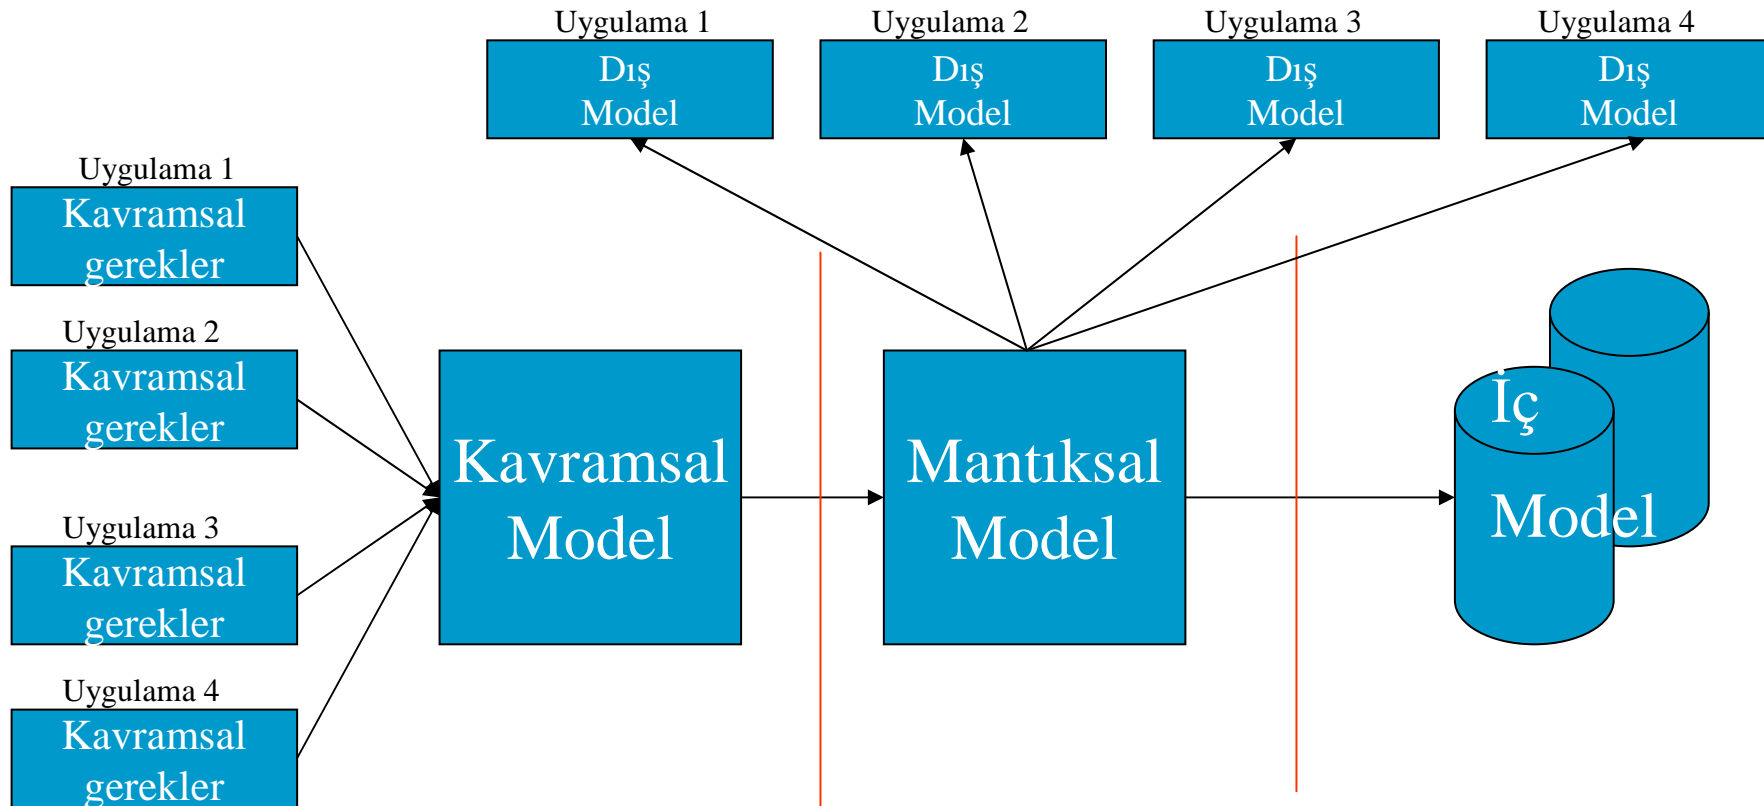 Uygulama 1
Dış
Model
Uygulama 2
Dış
Model
Uygulama 3
Dış
Model
Uygulama 4
Dış
Model
Uygulama 1
Kavramsal
gerekler
Uygulama 2
Kavramsal
gerekler
Uygulama 3
Kavramsal
gerekler
Uygulama 4
Kavramsal
gerekler
Kavramsal
Model
Mantıksal
Model
İç
Model